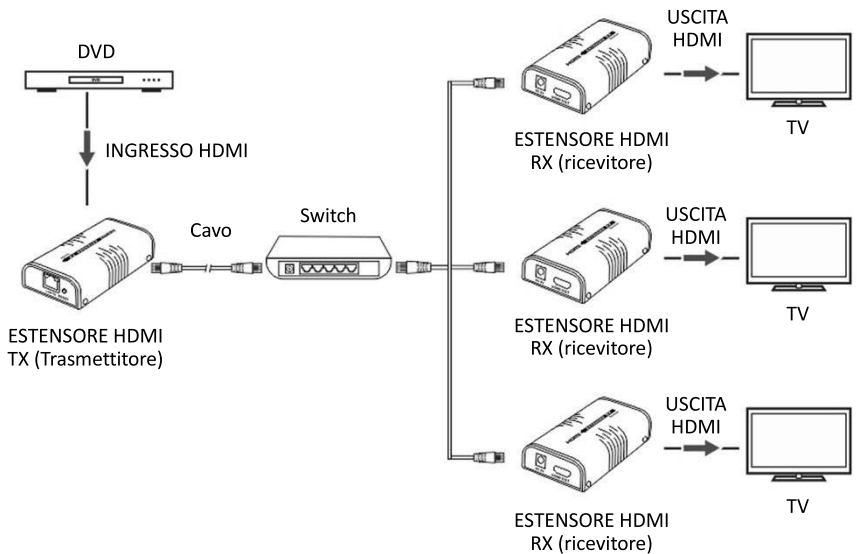 DVD
INGRESSO HDMI
ESTENSORE HDMI
TX (Trasmettitore)
Cavo
Switch
USCITA
HDMI
TV
ESTENSORE HDMI
RX (ricevitore)
USCITA
HDMI
TV
ESTENSORE HDMI
RX (ricevitore)
USCITA
HDMI
TV
ESTENSORE HDMI
RX (ricevitore)